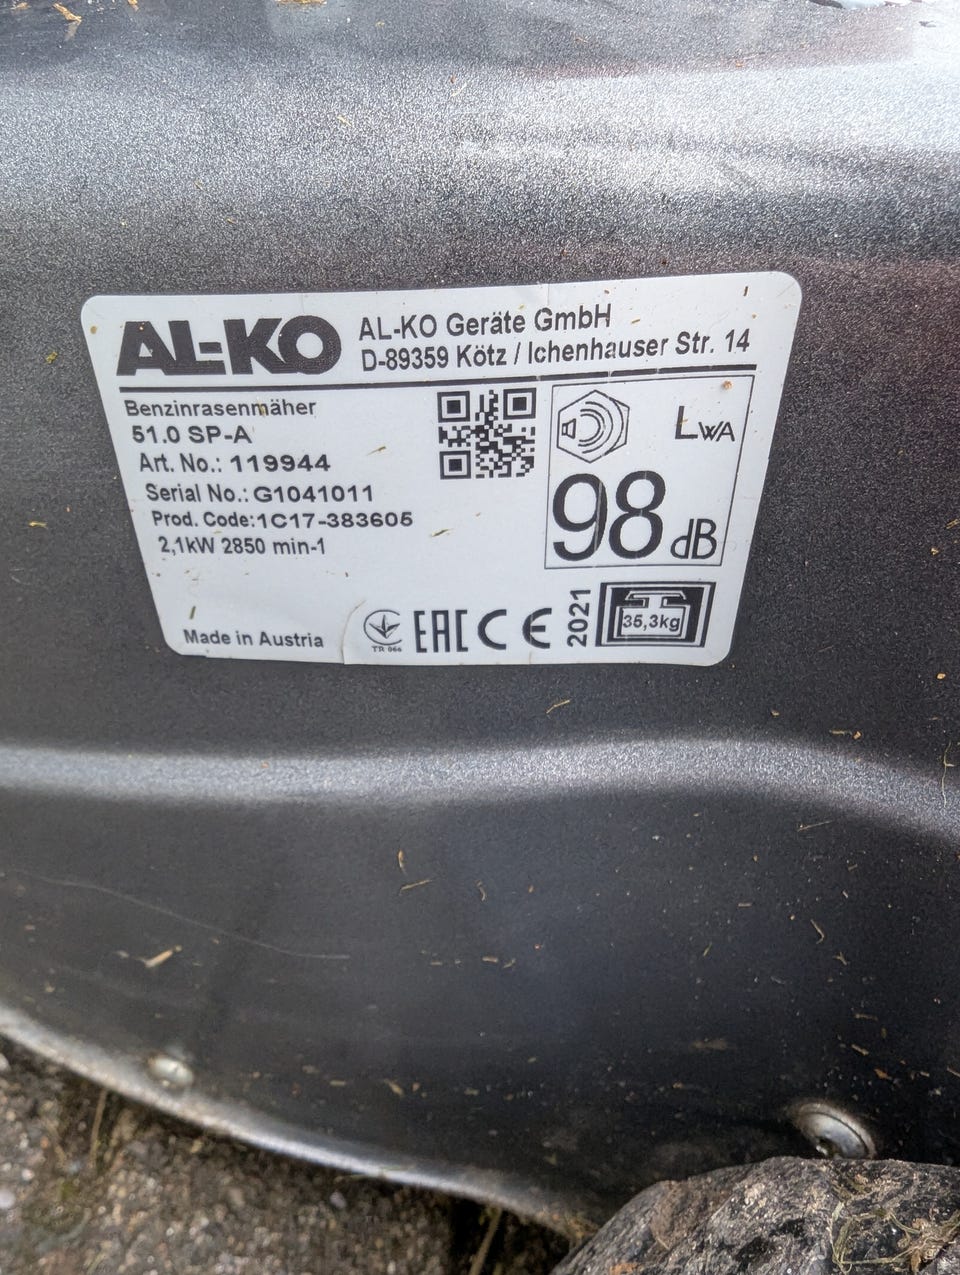 AL-KO
AL-KO Geräte GmbH
D-89359 Kötz / Ichenhauser Str. 14
Benzinrasenmäher
51.0 SP-A
Art. No.: 119944
Serial No.: G1041011
Prod. Code:1C17-383605
2,1kW 2850 min-1
LWA
98 dB
Made in Austria
TR 066
EAC CE
2021
35,3kg